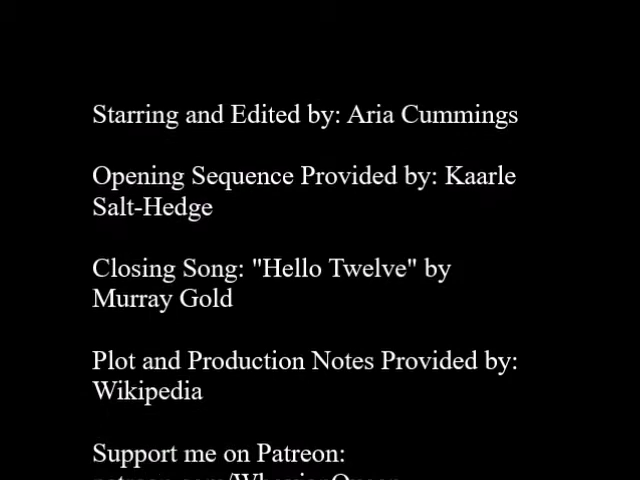 Starring and Edited by: Aria Cummings
Opening Sequence Provided by: Kaarle
Salt-Hedge
Closing Song: "Hello Twelve" by
Murray Gold
Plot and Production Notes Provided by:
Wikipedia
Support me on Patreon: